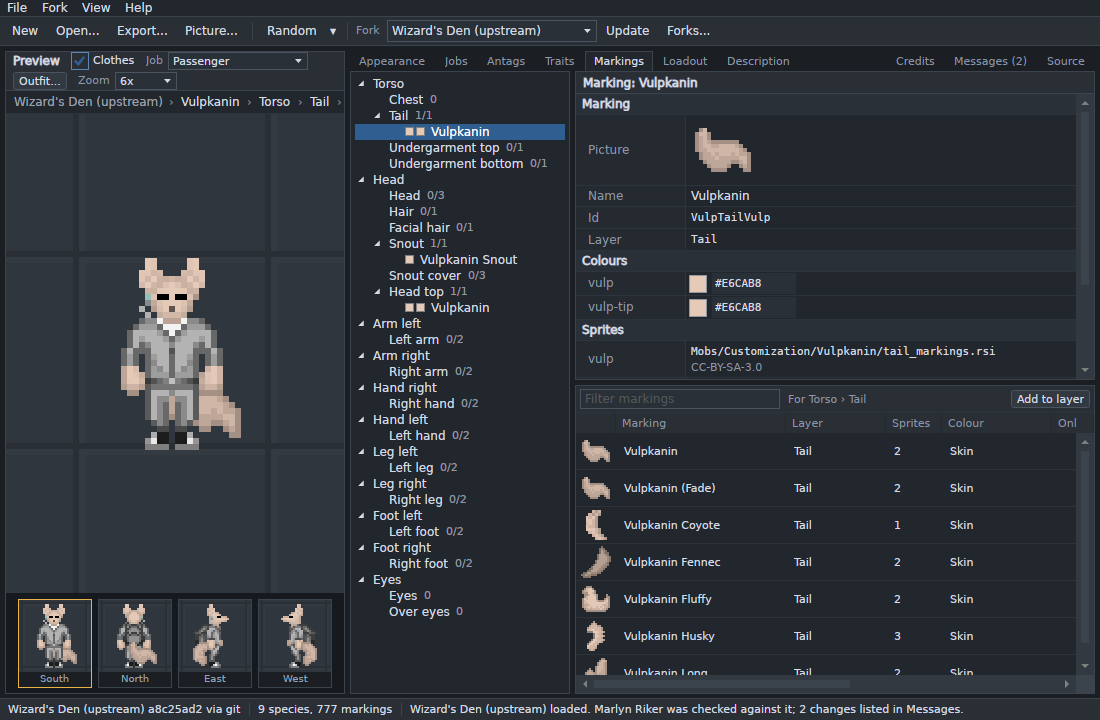 File Fork View Help
New Open... Export... Picture... Random Fork Wizard's Den (upstream) Update Forks...
Preview Clothes Job Passenger
Outfit... Zoom 6x
Wizard's Den (upstream) › Vulpkanin › Torso › Tail ›
South North East West
Appearance Jobs Antags Traits Markings Loadout Description Credits Messages (2) Source
Torso
Chest 0
Tail 1/1
Vulpkanin
Undergarment top 0/1
Undergarment bottom 0/1
Head
Head 0/3
Hair 0/1
Facial hair 0/1
Snout 1/1
Vulpkanin Snout
Snout cover 0/3
Head top 1/1
Vulpkanin
Arm left
Left arm 0/2
Arm right
Right arm 0/2
Hand right
Right hand 0/2
Hand left
Left hand 0/2
Leg left
Left leg 0/2
Leg right
Right leg 0/2
Foot left
Left foot 0/2
Foot right
Right foot 0/2
Eyes
Eyes 0
Over eyes 0
Marking: Vulpkanin
Marking
Picture
Name Vulpkanin
Id VulpTailVulp
Layer Tail
Colours
vulp #E6CAB8
vulp-tip #E6CAB8
Sprites
vulp Mobs/Customization/Vulpkanin/tail_markings.rsi
CC-BY-SA-3.0
Filter markings For Torso › Tail Add to layer
Marking Layer Sprites Colour Onl
Vulpkanin Tail 2 Skin
Vulpkanin (Fade) Tail 2 Skin
Vulpkanin Coyote Tail 1 Skin
Vulpkanin Fennec Tail 2 Skin
Vulpkanin Fluffy Tail 2 Skin
Vulpkanin Husky Tail 3 Skin
Vulpkanin Long Tail 2 Skin
Wizard's Den (upstream) a8c25ad2 via git 9 species, 777 markings Wizard's Den (upstream) loaded. Marlyn Riker was checked against it; 2 changes listed in Messages.